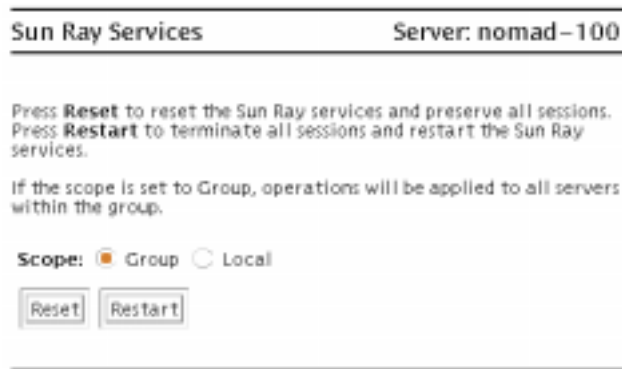 Sun Ray Services Server: nomad-100
Press Reset to reset the Sun Ray services and preserve all sessions.
Press Restart to terminate all sessions and restart the Sun Ray
services.
If the scope is set to Group, operations will be applied to all servers
within the group.
Scope: Group Local
Reset Restart